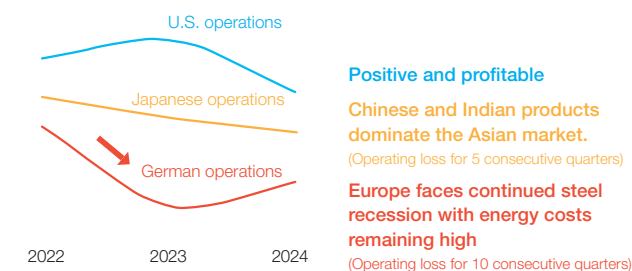 U.S. operations
Japanese operations
German operations
2022
2023
2024
Positive and profitable
Chinese and Indian products
dominate the Asian market.
(Operating loss for 5 consecutive quarters)
Europe faces continued steel
recession with energy costs
remaining high
(Operating loss for 10 consecutive quarters)